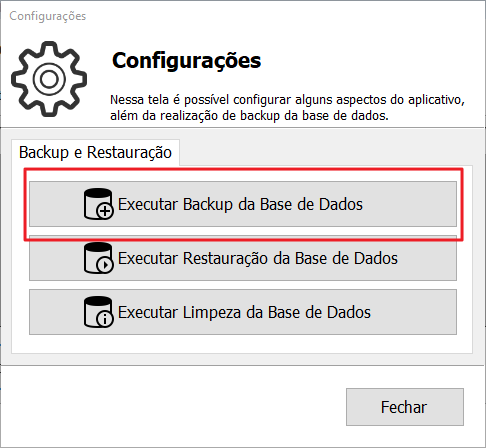 Configurações
Configurações
Nessa tela é possível configurar alguns aspectos do aplicativo,
além da realização de backup da base de dados.
Backup e Restauração
Executar Backup da Base de Dados
Executar Restauração da Base de Dados
Executar Limpeza da Base de Dados
Fechar